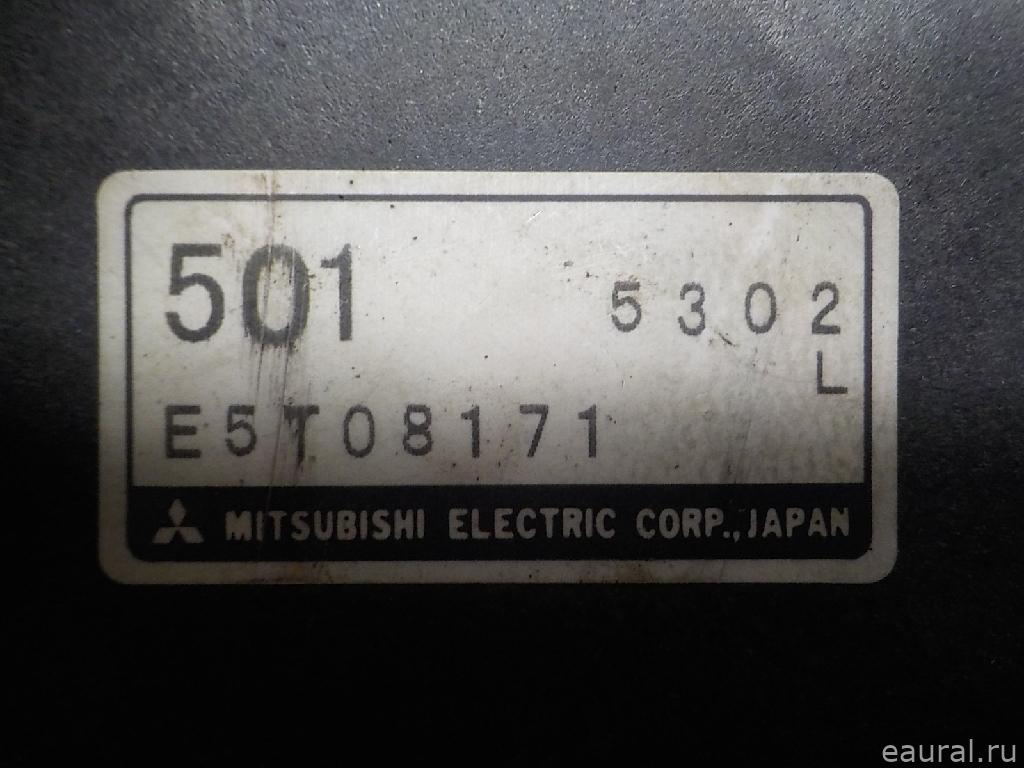 501 5302
L
E5T08171
MITSUBISHI ELECTRIC CORP., JAPAN
eaural.ru